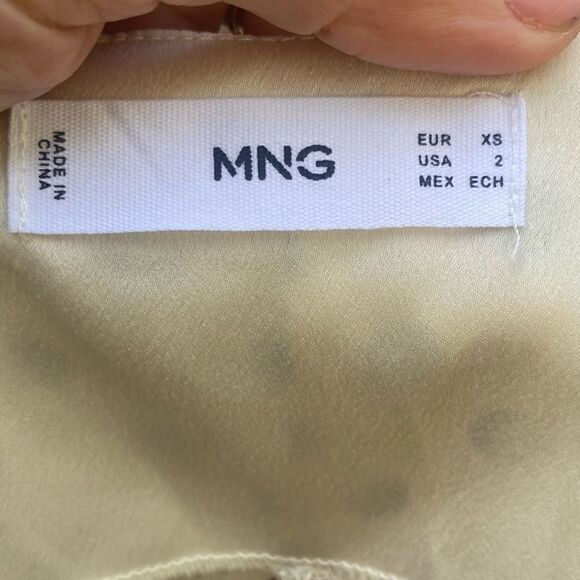 MADE IN
CHINA
MNG
EUR XS
USA 2
MEX ECH